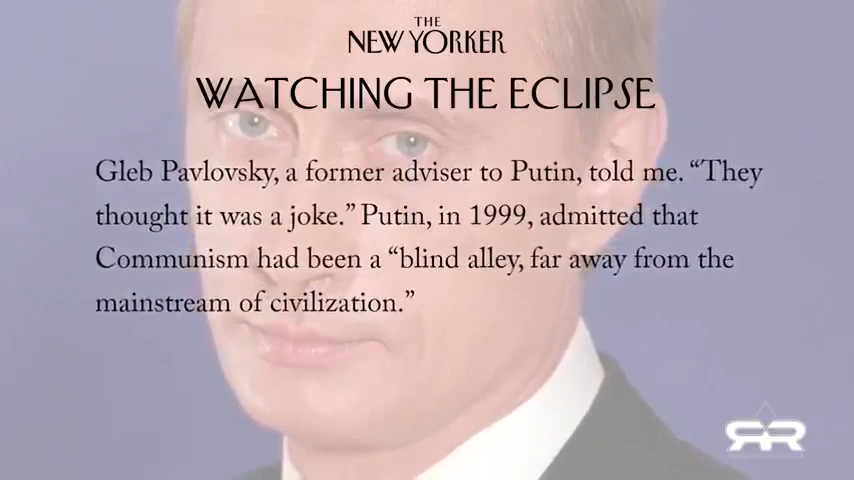 THE
NEW YORKER
WATCHING THE ECLIPSE
Gleb Pavlovsky, a former adviser to Putin, told me. “They
thought it was a joke.” Putin, in 1999, admitted that
Communism had been a “blind alley, far away from the
mainstream of civilization.”
RR